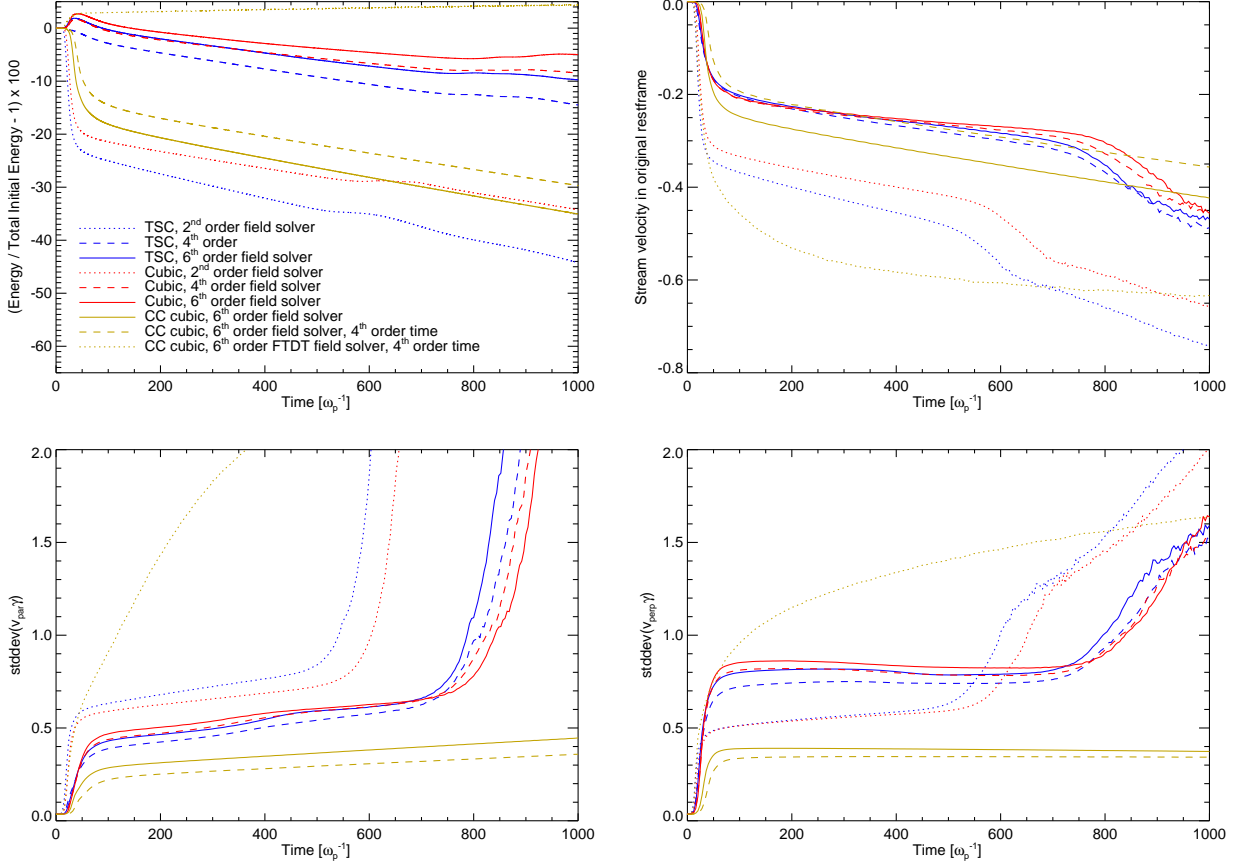 (Energy / Total Initial Energy - 1) x 100
0
-10
-20
-30
-40
-50
-60
TSC, 2nd order field solver
TSC, 4th order
TSC, 6th order field solver
Cubic, 2nd order field solver
Cubic, 4th order field solver
Cubic, 6th order field solver
CC cubic, 6th order field solver
CC cubic, 6th order field solver, 4th order time
CC cubic, 6th order FTDT field solver, 4th order time
0 200 400 600 800 1000
Time [ωp-1]
Stream velocity in original restframe
0.0
-0.2
-0.4
-0.6
-0.8
0 200 400 600 800 1000
Time [ωp-1]
stddev(vparγ)
2.0
1.5
1.0
0.5
0.0
0 200 400 600 800 1000
Time [ωp-1]
stddev(vperpγ)
2.0
1.5
1.0
0.5
0.0
0 200 400 600 800 1000
Time [ωp-1]